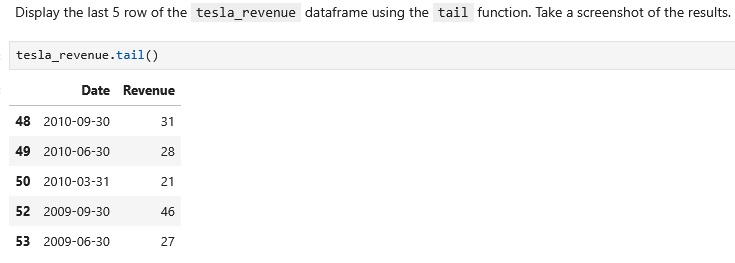 Display the last 5 row of the tesla_revenue dataframe using the tail function. Take a screenshot of the results.
tesla_revenue.tail()
Date Revenue
48 2010-09-30 31
49 2010-06-30 28
50 2010-03-31 21
52 2009-09-30 46
53 2009-06-30 27